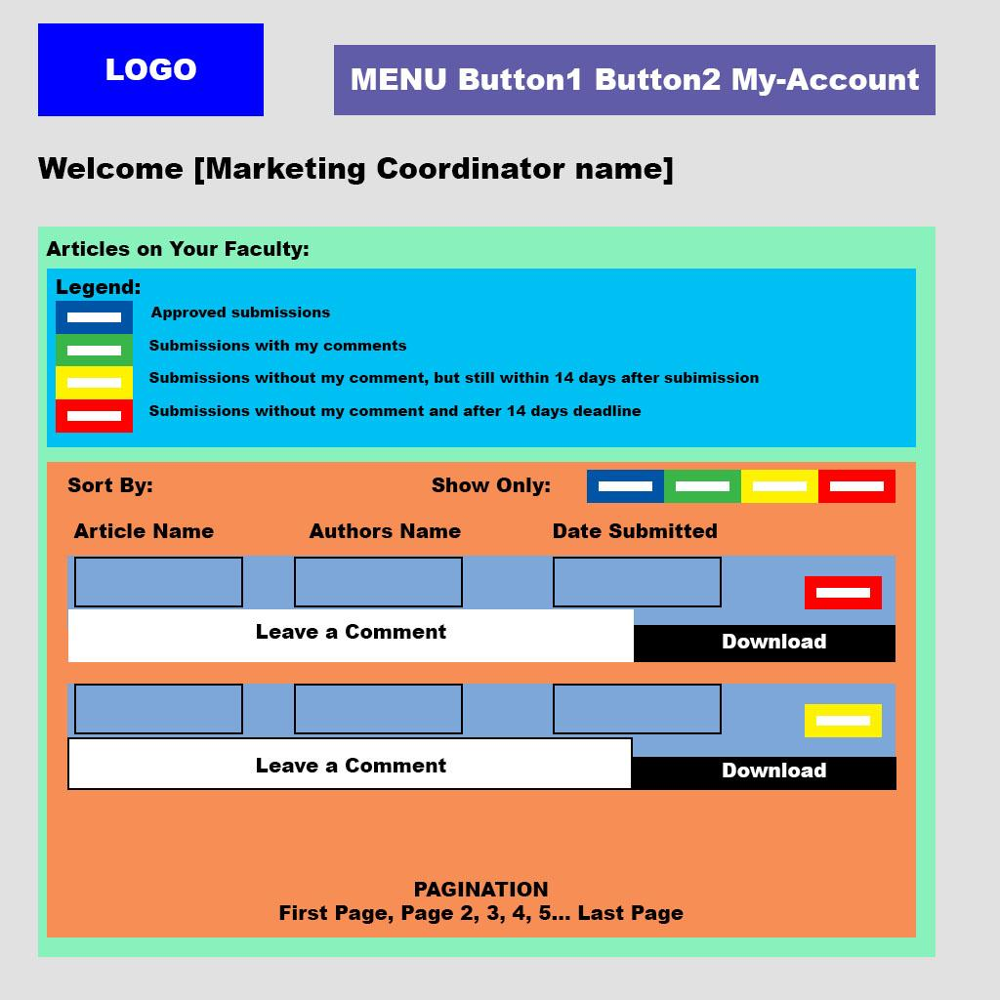 LOGO
MENU Button1 Button2 My-Account
Welcome [Marketing Coordinator name]
Articles on Your Faculty:
Legend:
Approved submissions
Submissions with my comments
Submissions without my comment, but still within 14 days after subimission
Submissions without my comment and after 14 days deadline
Sort By: Show Only:
Article Name Authors Name Date Submitted
Leave a Comment Download
Leave a Comment Download
PAGINATION
First Page, Page 2, 3, 4, 5... Last Page